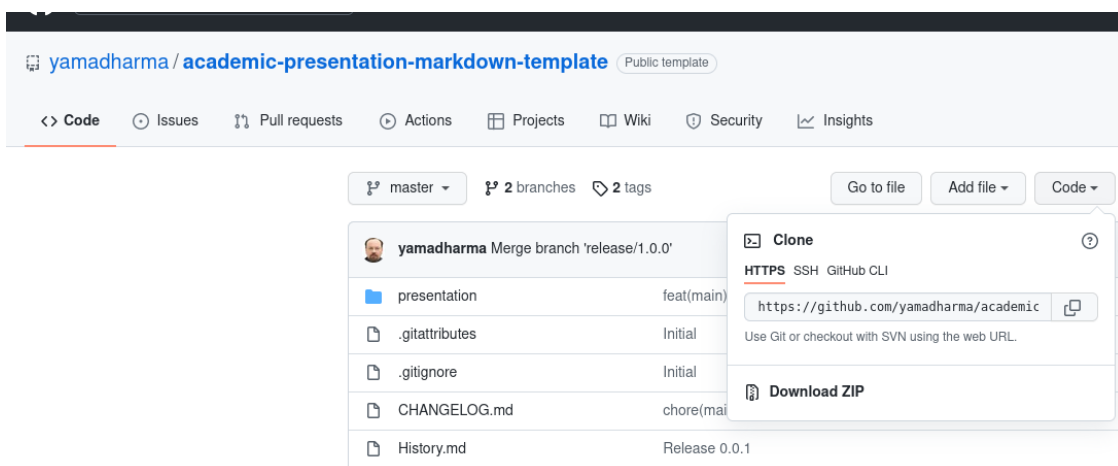 yamadharma / academic-presentation-markdown-template Public template
Code Issues Pull requests Actions Projects Wiki Security Insights
master 2 branches 2 tags Go to file Add file Code
yamadharma Merge branch 'release/1.0.0'
presentation feat(main)
.gitattributes Initial
.gitignore Initial
CHANGELOG.md chore(mai
History.md Release 0.0.1
Clone
HTTPS SSH GitHub CLI
https://github.com/yamadharma/academic
Use Git or checkout with SVN using the web URL.
Download ZIP